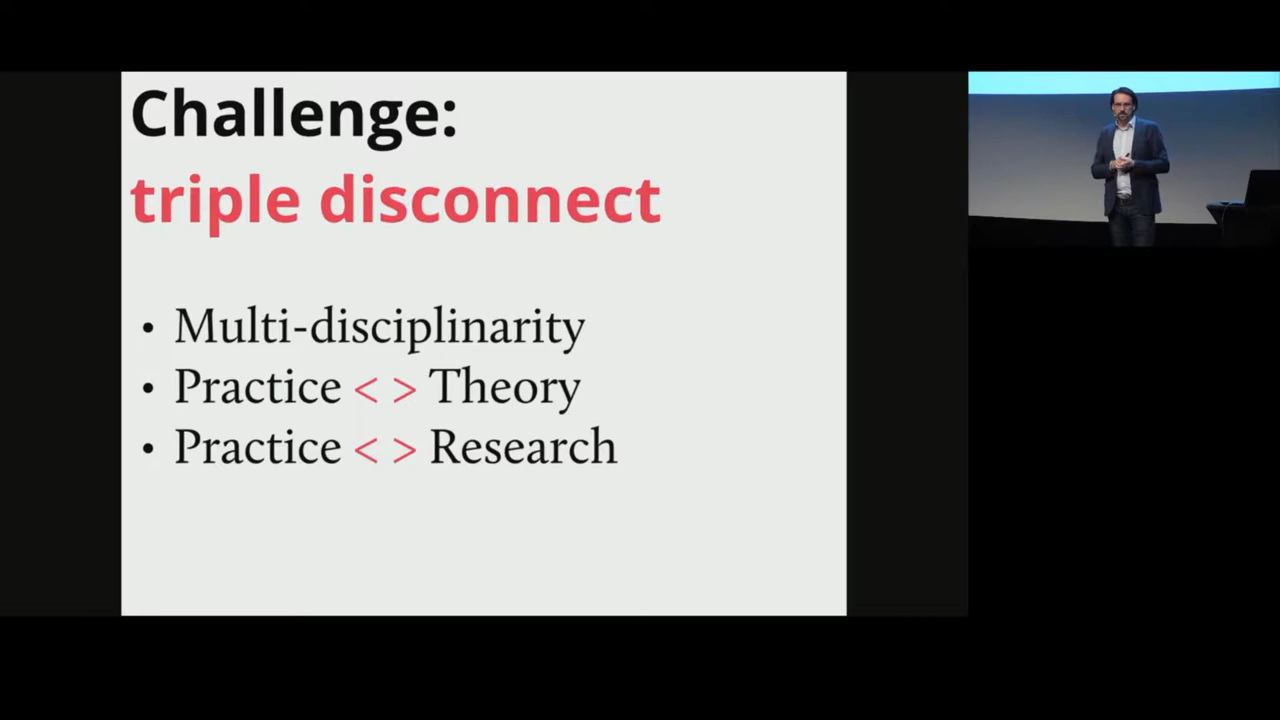 Challenge:
triple disconnect
• Multi-disciplinarity
• Practice < > Theory
• Practice < > Research